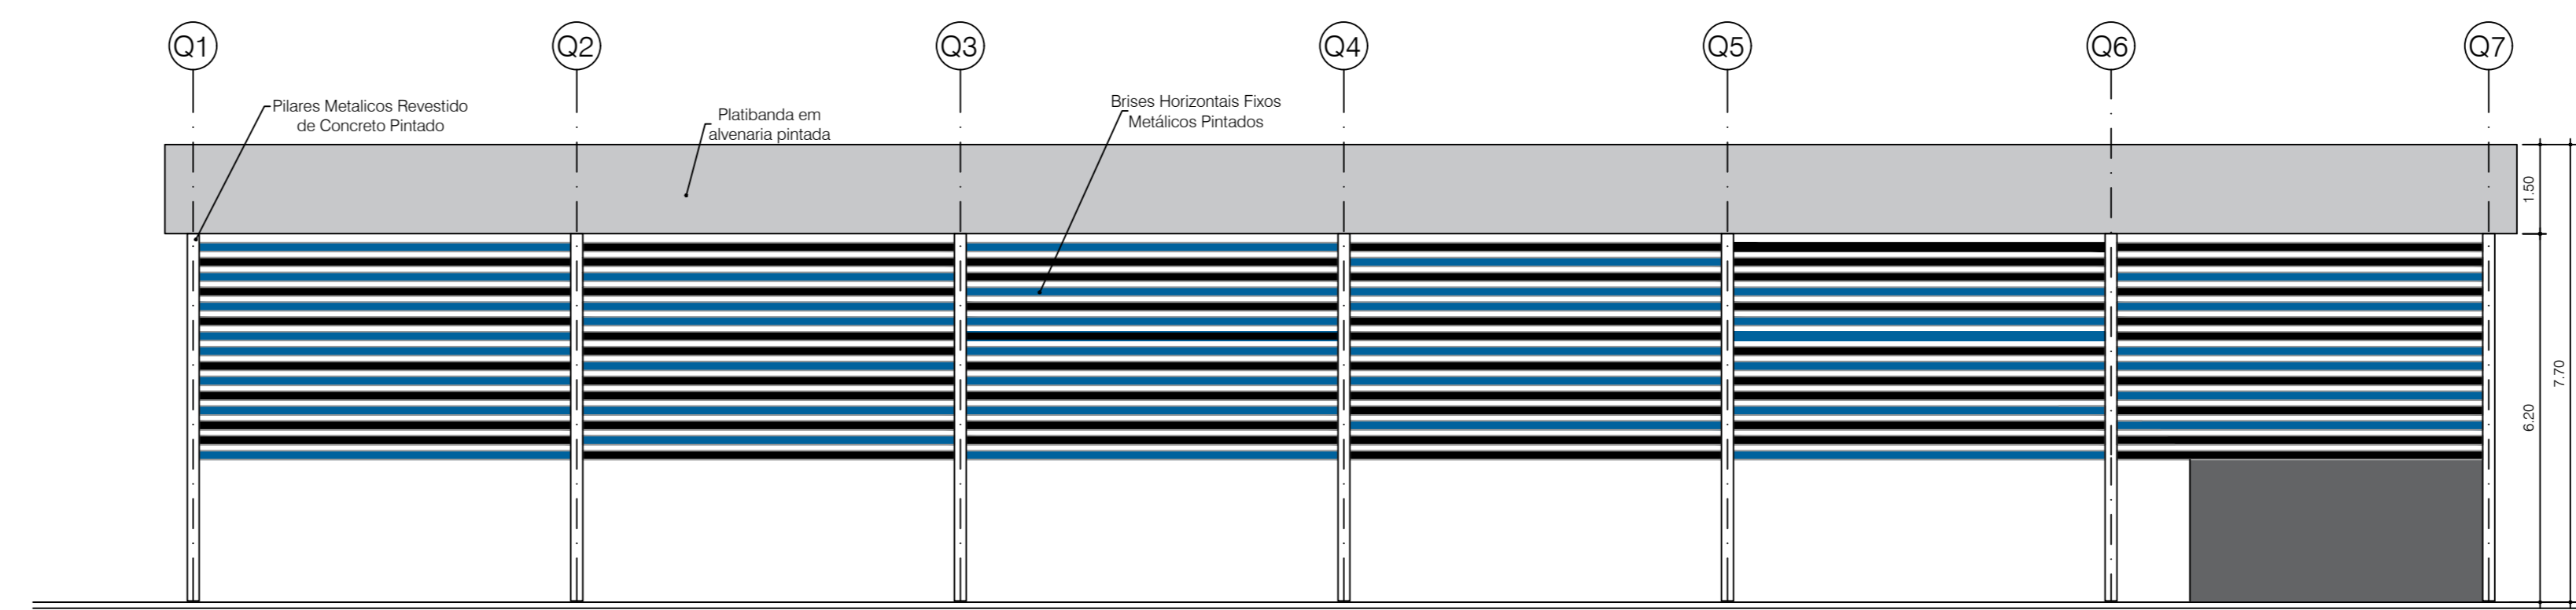 Q1 Q2 Q3 Q4 Q5 Q6 Q7
Pilares Metalicos Revestido
de Concreto Pintado
Platibanda em
alvenaria pintada
Brises Horizontais Fixos
Metálicos Pintados
1.50
7.70
6.20